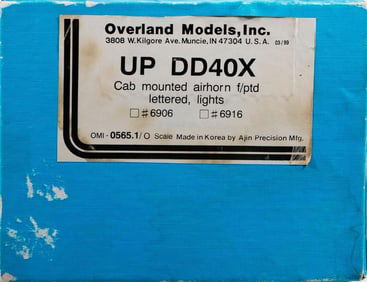 Overland Models, Inc.
3808 W. Kilgore Ave. Muncie, IN 47304 U. S. A. 03/99
UP DD40X
Cab mounted airhorn f/ptd
lettered, lights
☐ #6906 ☐ #6916
OMI - 0565.1 / O Scale Made in Korea by Ajin Precision Mfg.